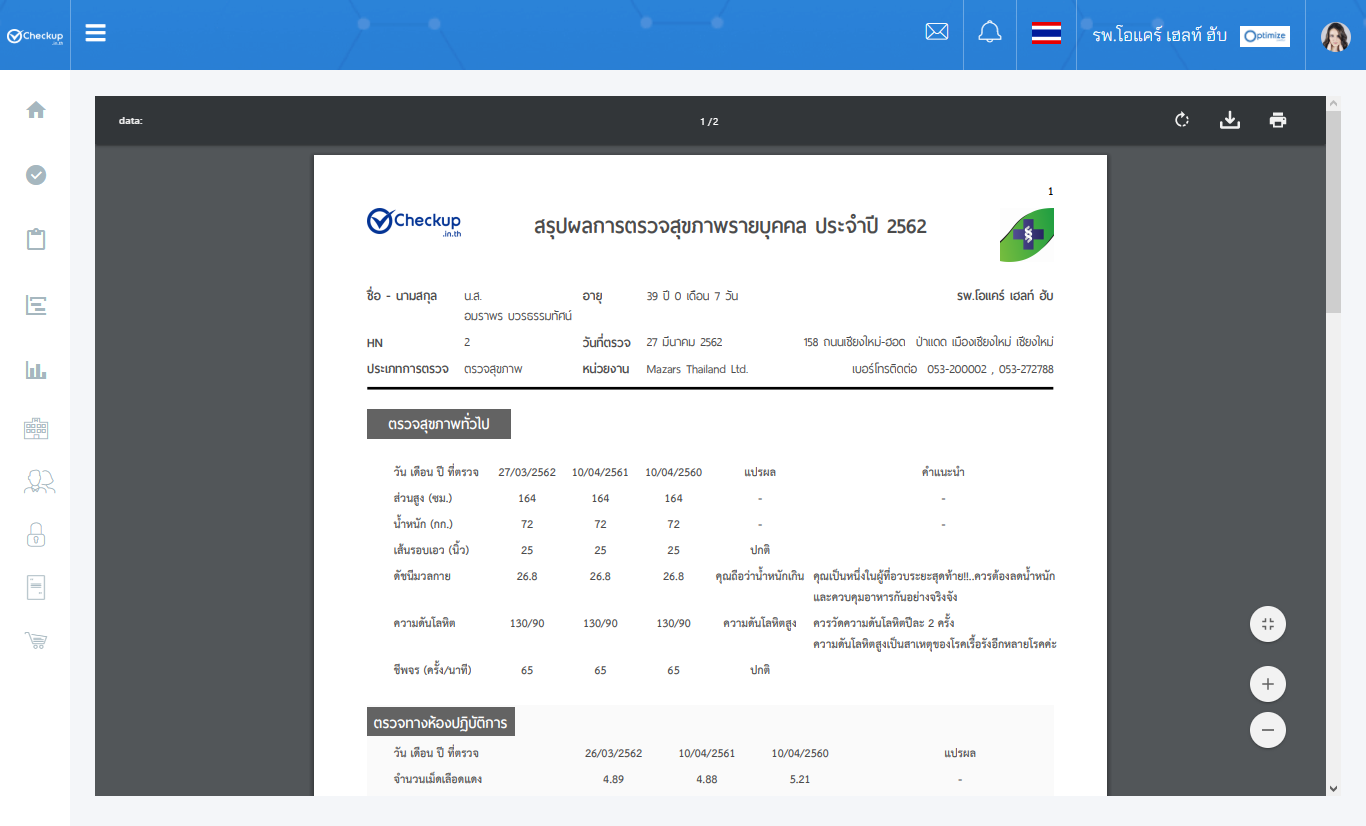 Checkup
.in.th
รพ.โอแคร์ เฮลท์ ฮับ
Optimize
data:
1 /2
1
Checkup
.in.th
สรุปผลการตรวจสุขภาพรายบุคคล ประจำปี 2562
ชื่อ - นามสกุล น.ส. อายุ 39 ปี 0 เดือน 7 วัน รพ.โอแคร์ เฮลท์ ฮับ
อมราพร บวรธรรมทัศน์
HN 2 วันที่ตรวจ 27 มีนาคม 2562 158 ถนนเชียงใหม่-ฮอด ป่าแดด เมืองเชียงใหม่ เชียงใหม่
ประเภทการตรวจ ตรวจสุขภาพ หน่วยงาน Mazars Thailand Ltd. เบอร์โทรติดต่อ 053-200002 , 053-272788
ตรวจสุขภาพทั่วไป
วัน เดือน ปี ที่ตรวจ 27/03/2562 10/04/2561 10/04/2560 แปรผล คำแนะนำ
ส่วนสูง (ซม.) 164 164 164 - -
น้ำหนัก (กก.) 72 72 72 - -
เส้นรอบเอว (นิ้ว) 25 25 25 ปกติ
ดัชนีมวลกาย 26.8 26.8 26.8 คุณถือว่าน้ำหนักเกิน คุณเป็นหนึ่งในผู้ที่อวบระยะสุดท้าย!!..ควรต้องลดน้ำหนัก
และควบคุมอาหารกันอย่างจริงจัง
ความดันโลหิต 130/90 130/90 130/90 ความดันโลหิตสูง ควรวัดความดันโลหิตปีละ 2 ครั้ง
ความดันโลหิตสูงเป็นสาเหตุของโรคเรื้อรังอีกหลายโรคค่ะ
ชีพจร (ครั้ง/นาที) 65 65 65 ปกติ
ตรวจทางห้องปฏิบัติการ
วัน เดือน ปี ที่ตรวจ 26/03/2562 10/04/2561 10/04/2560 แปรผล
จำนวนเม็ดเลือดแดง 4.89 4.88 5.21 -